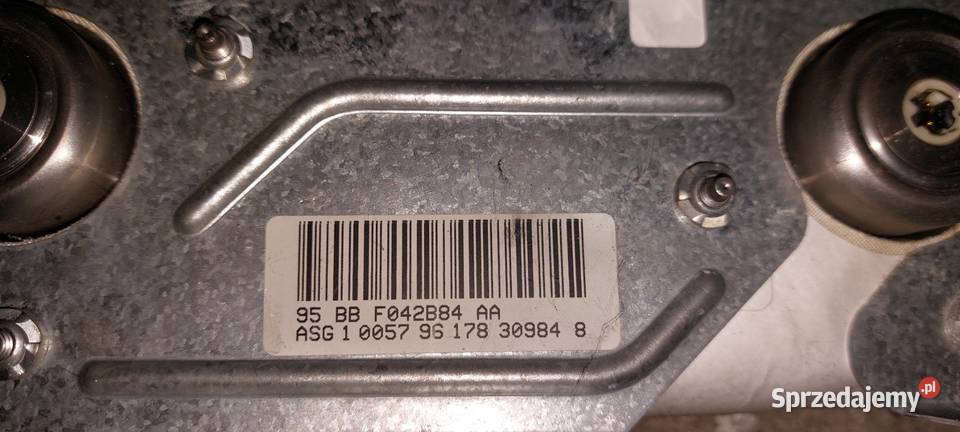 95 BB F042B84 AA
ASG 1 0057 96 178 30984 8
Sprzedajemy.pl